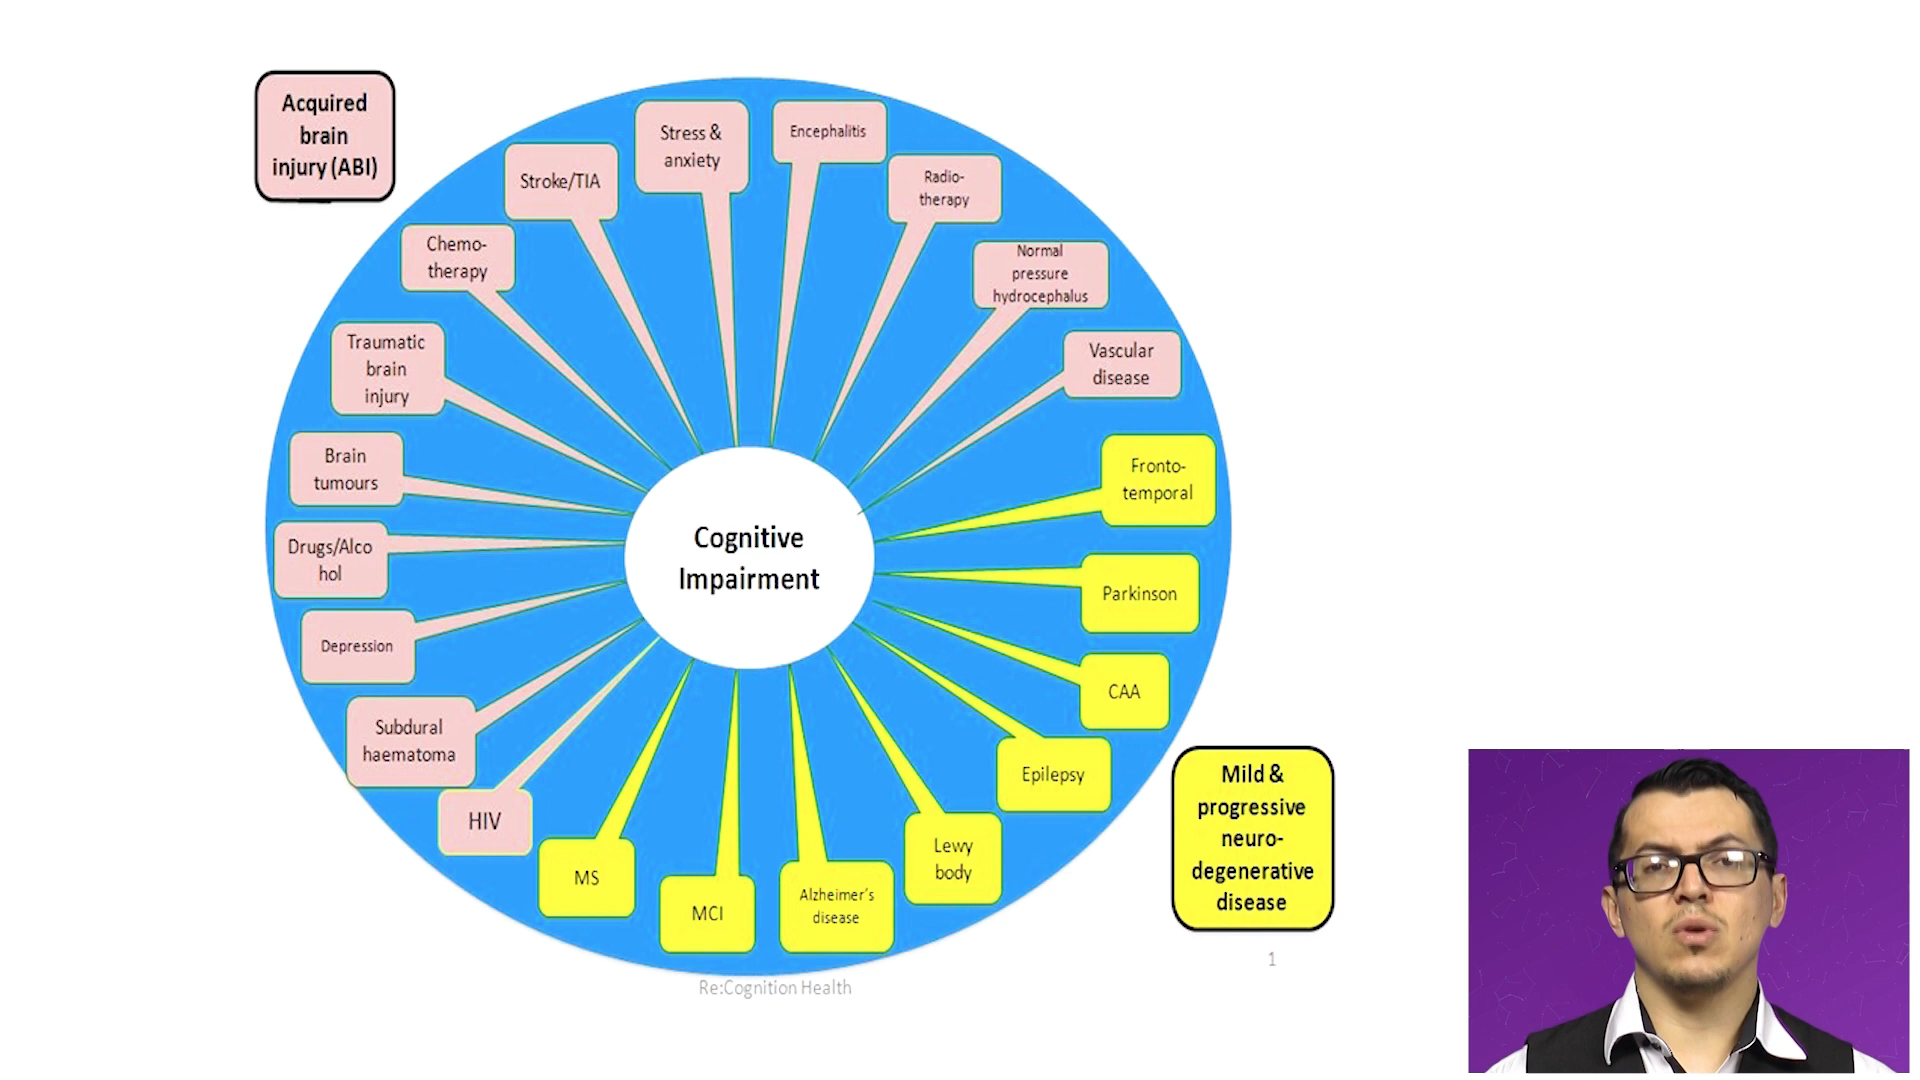 Acquired
brain
injury (ABI)
Stress &
anxiety
Encephalitis
Stroke/TIA
Radio-
therapy
Chemo-
therapy
Normal
pressure
hydrocephalus
Traumatic
brain
injury
Vascular
disease
Brain
tumours
Fronto-
temporal
Drugs/Alco
hol
Cognitive
Impairment
Parkinson
Depression
CAA
Subdural
haematoma
Epilepsy
HIV
MS
MCI
Alzheimer's
disease
Lewy
body
Mild &
progressive
neuro-
degenerative
disease
1
Re:Cognition Health